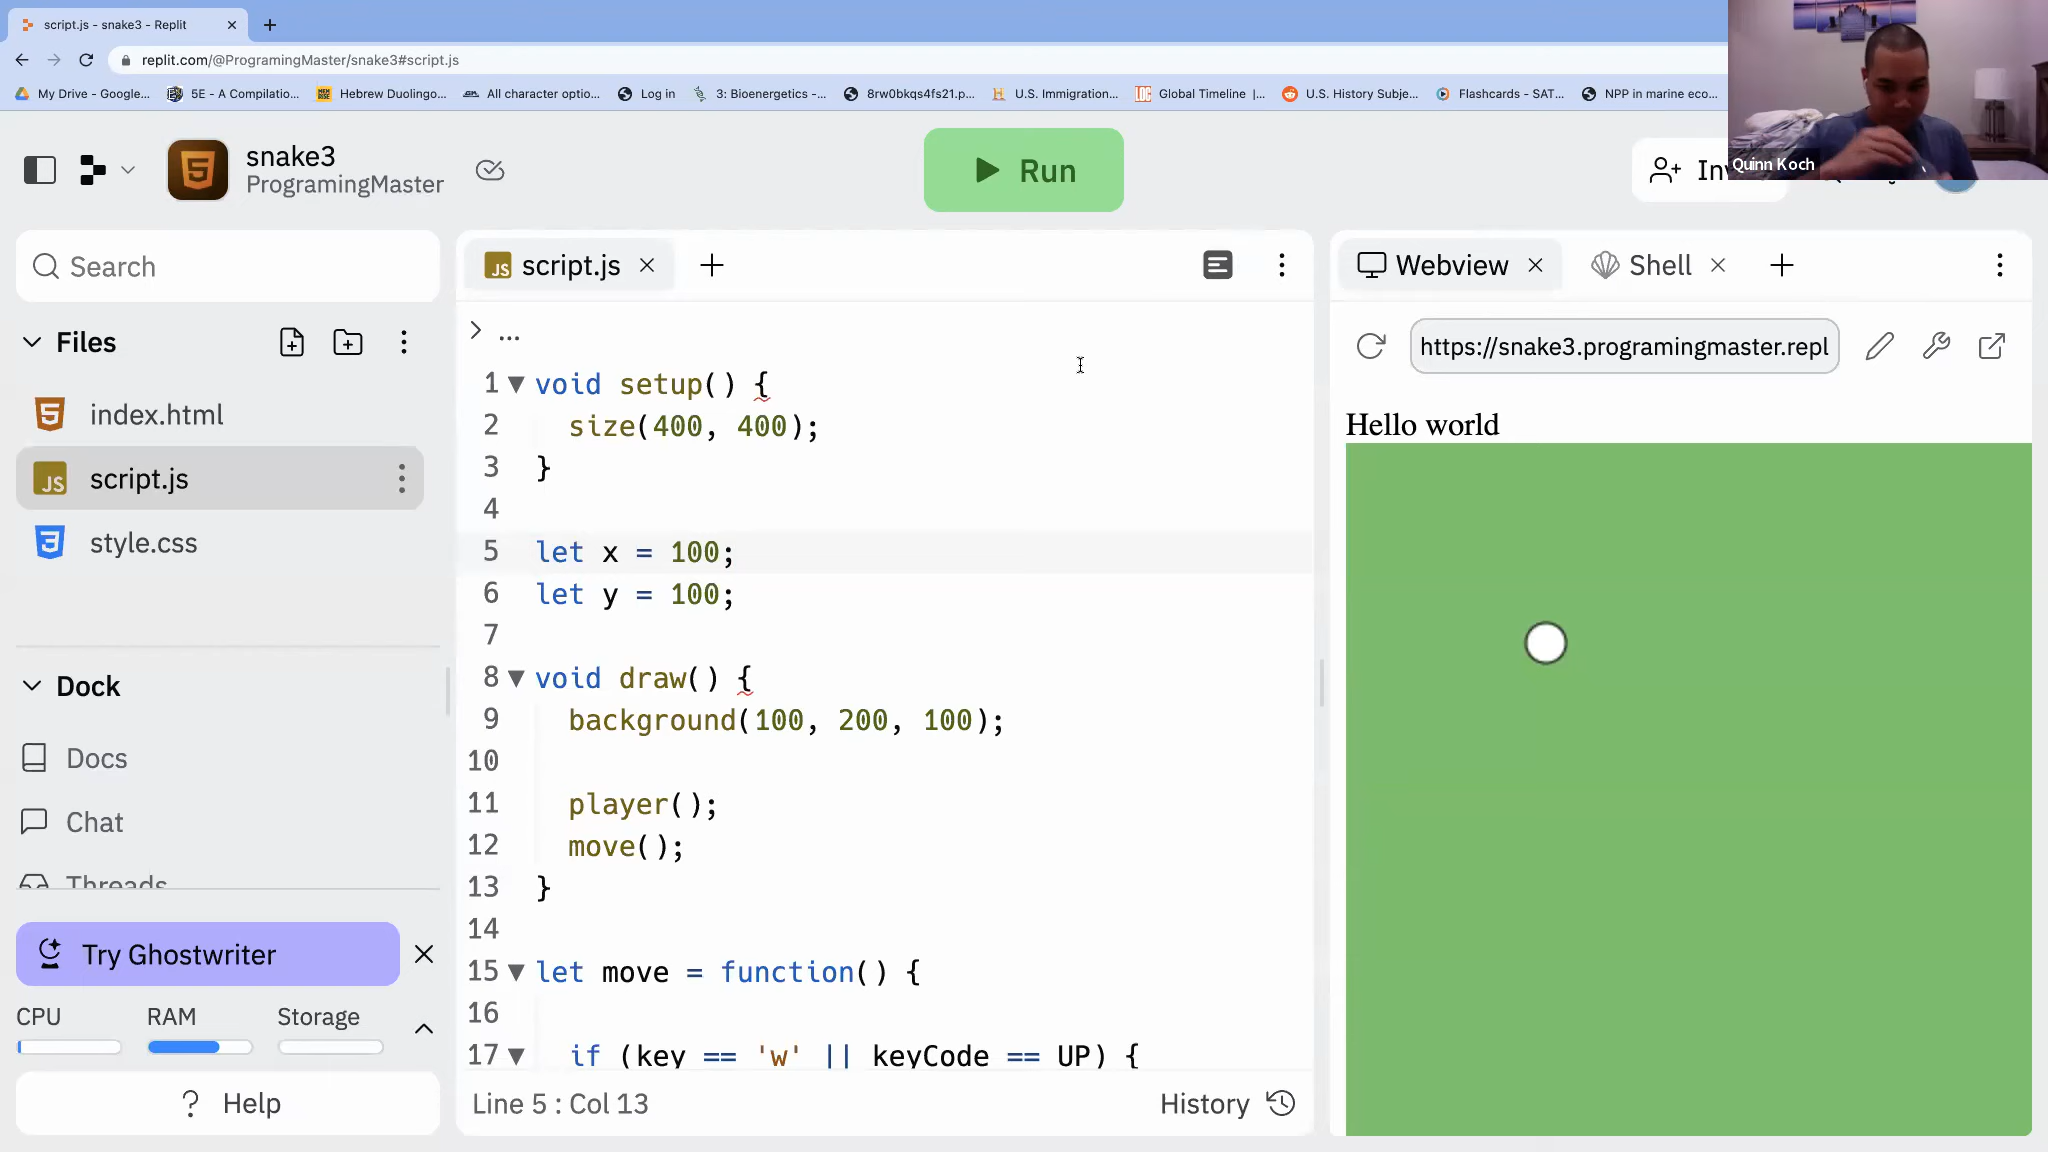 script.js - snake3 - Replit
replit.com/@ProgramingMaster/snake3#script.js
My Drive - Google... 5E - A Compilatio... Hebrew Duolingo... All character optio... Log in 3: Bioenergetics -... 8rw0bkqs4fs21.p... U.S. Immigration... Global Timeline |... U.S. History Subje... Flashcards - SAT... NPP in marine eco...
Quinn Koch
snake3
ProgramingMaster
Run
Search
Files
index.html
script.js
style.css
Dock
Docs
Chat
Threads
Try Ghostwriter
CPU RAM Storage
Help
script.js
...
1 void setup() {
2 size(400, 400);
3 }
4
5 let x = 100;
6 let y = 100;
7
8 void draw() {
9 background(100, 200, 100);
10
11 player();
12 move();
13 }
14
15 let move = function() {
16
17 if (key == 'w' || keyCode == UP) {
Line 5 : Col 13 History
Webview Shell
https://snake3.programingmaster.repl
Hello world